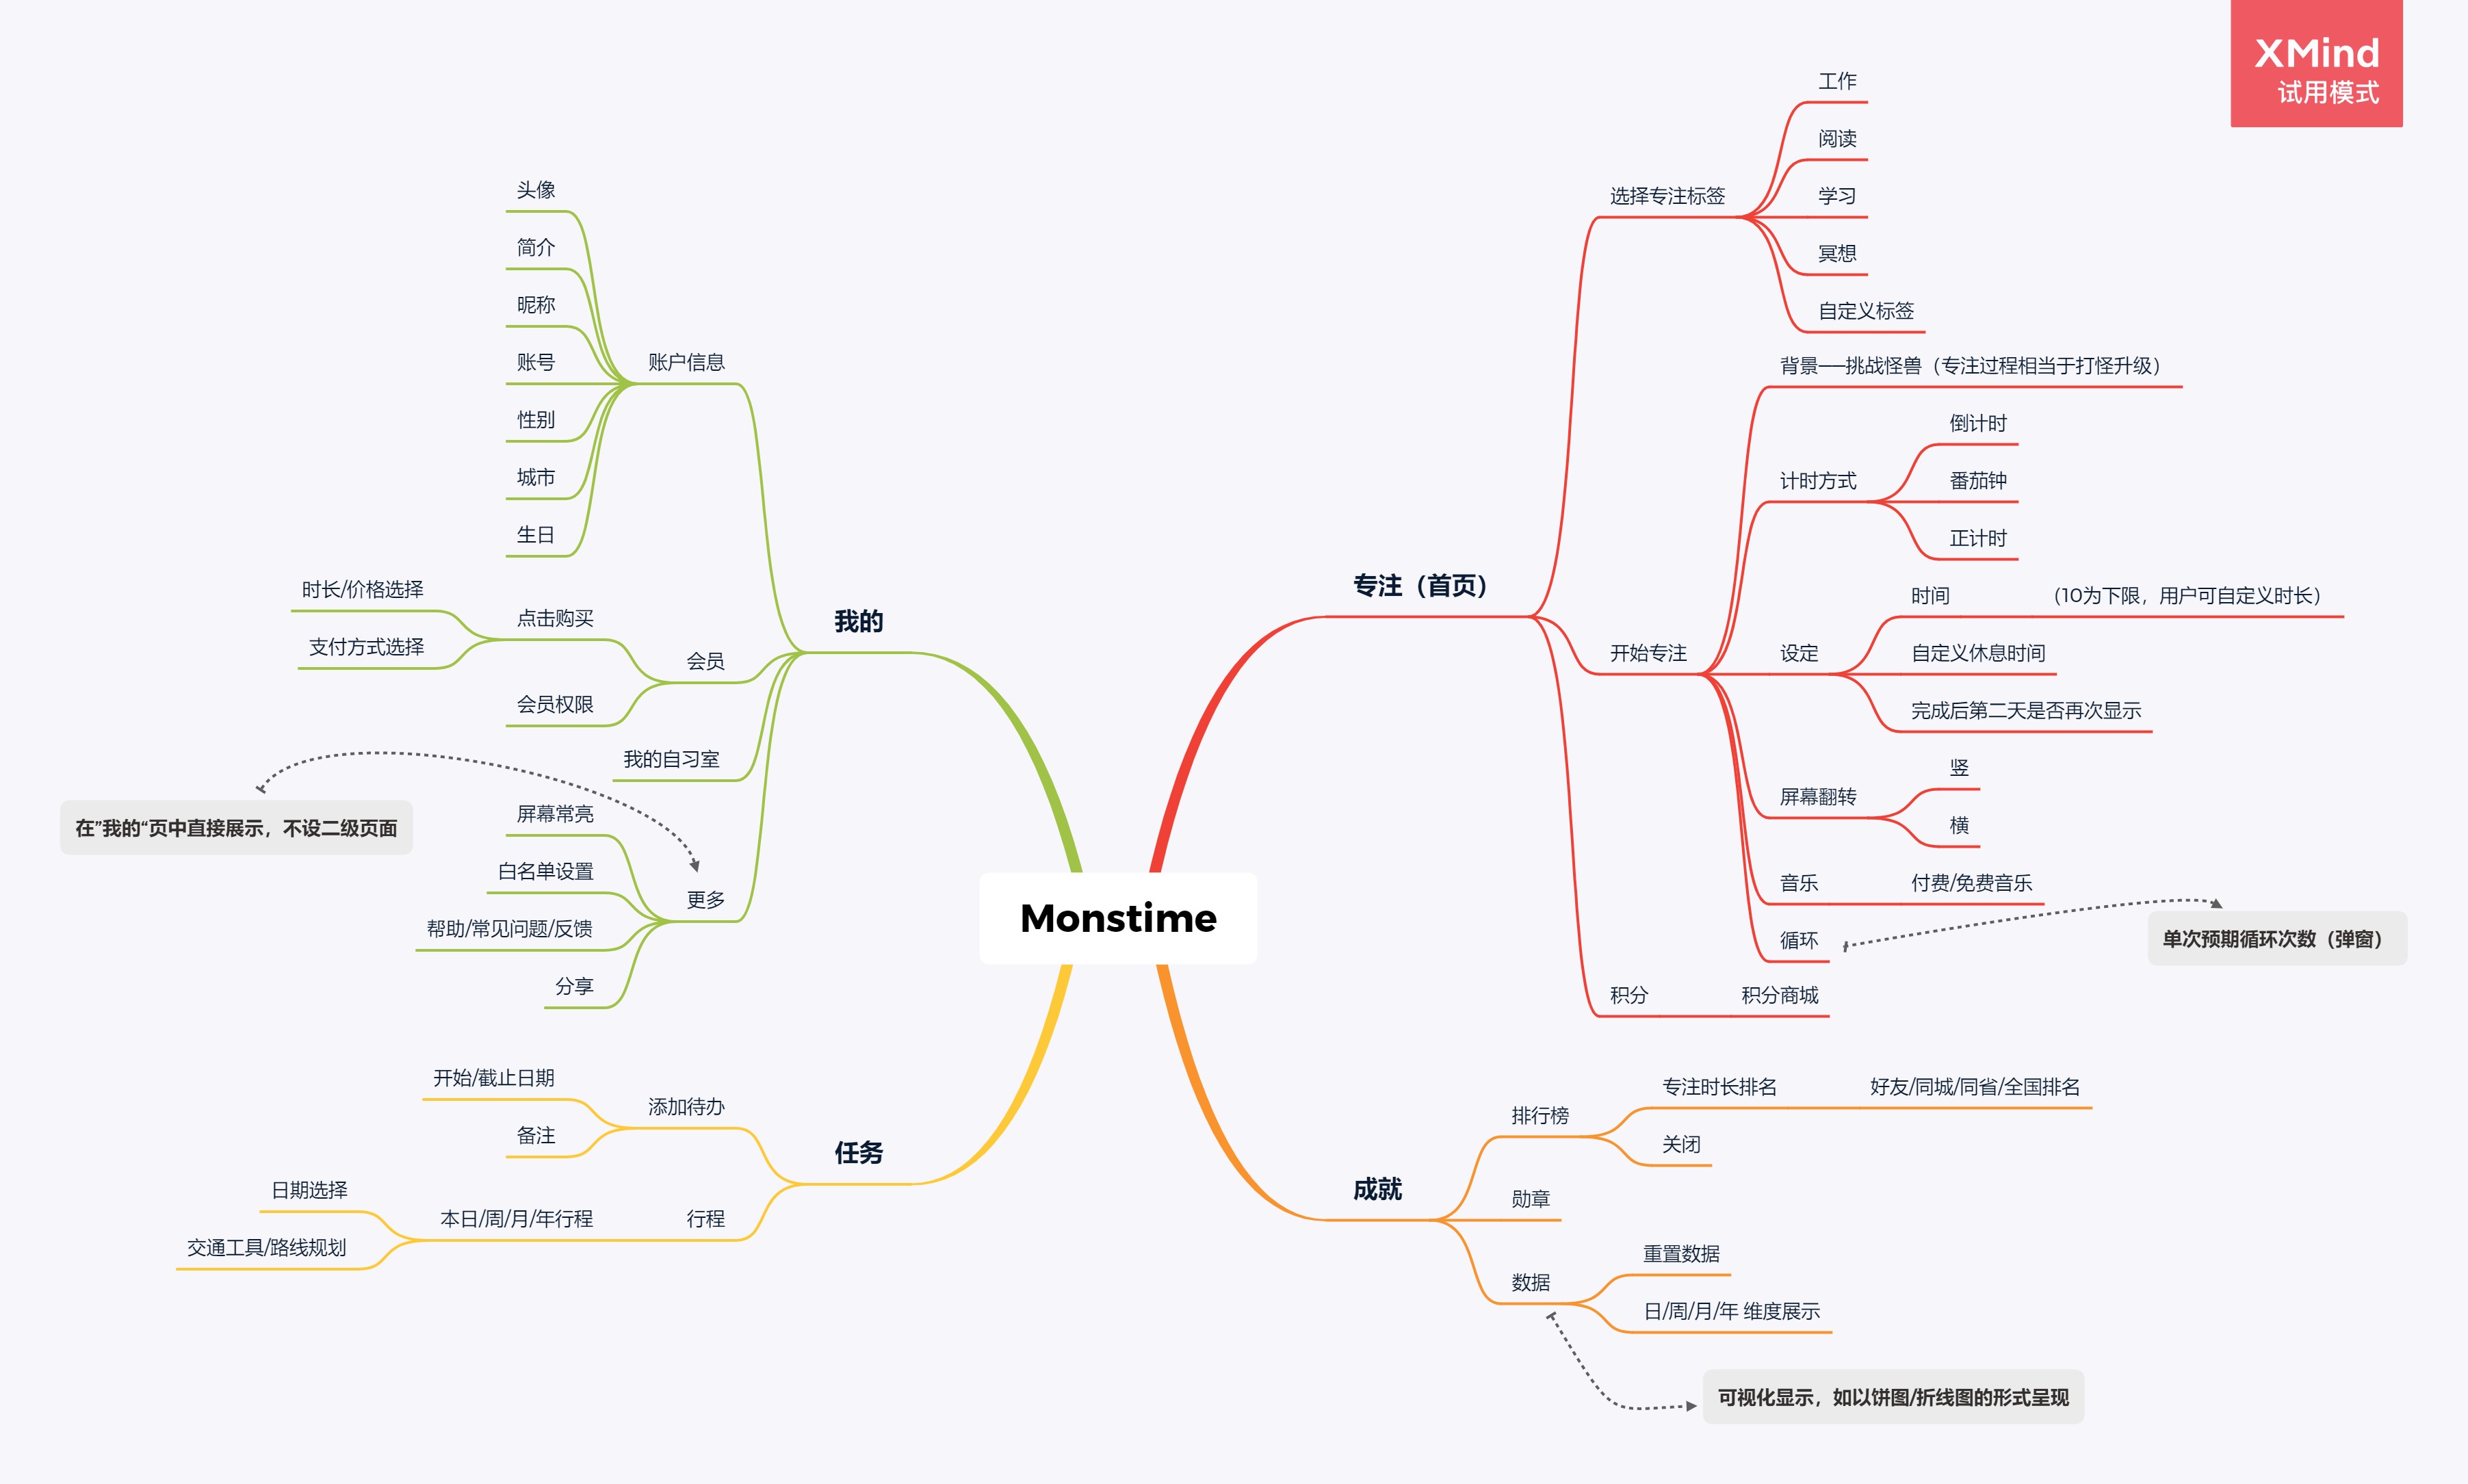 XMind
试用模式
Monstime
专注（首页）
选择专注标签
工作
阅读
学习
冥想
自定义标签
开始专注
背景——挑战怪兽（专注过程相当于打怪升级）
计时方式
倒计时
番茄钟
正计时
设定
时间
（10为下限，用户可自定义时长）
自定义休息时间
完成后第二天是否再次显示
屏幕翻转
竖
横
音乐
付费/免费音乐
循环
单次预期循环次数（弹窗）
积分
积分商城
成就
排行榜
专注时长排名
好友/同城/同省/全国排名
关闭
勋章
数据
重置数据
日/周/月/年 维度展示
可视化显示，如以饼图/折线图的形式呈现
我的
账户信息
头像
简介
昵称
账号
性别
城市
生日
会员
点击购买
时长/价格选择
支付方式选择
会员权限
我的自习室
更多
屏幕常亮
白名单设置
帮助/常见问题/反馈
分享
在”我的“页中直接展示，不设二级页面
任务
添加待办
开始/截止日期
备注
行程
本日/周/月/年行程
日期选择
交通工具/路线规划